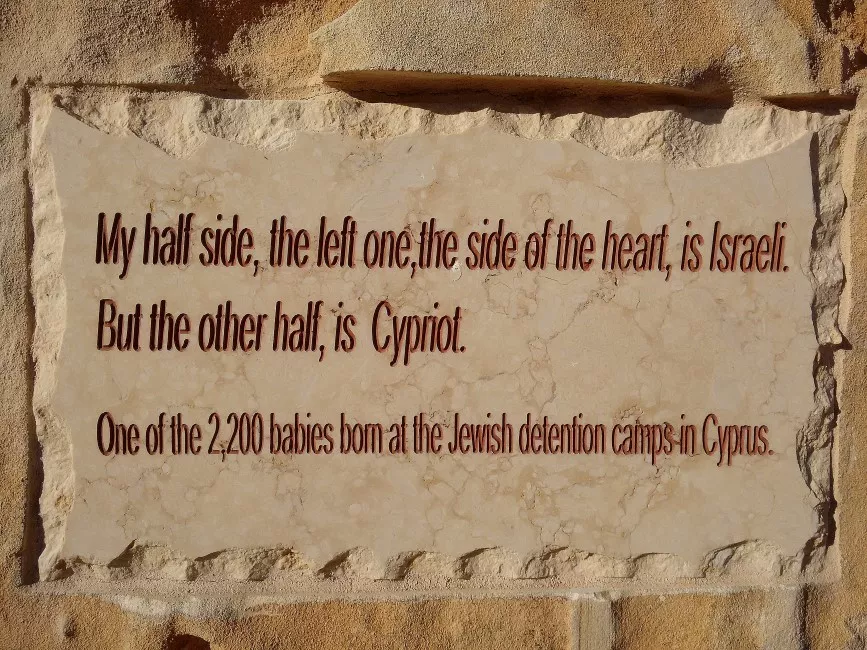 My half side, the left one,the side of the heart, is Israeli.
But the other half, is Cypriot.
One of the 2,200 babies born at the Jewish detention camps in Cyprus.